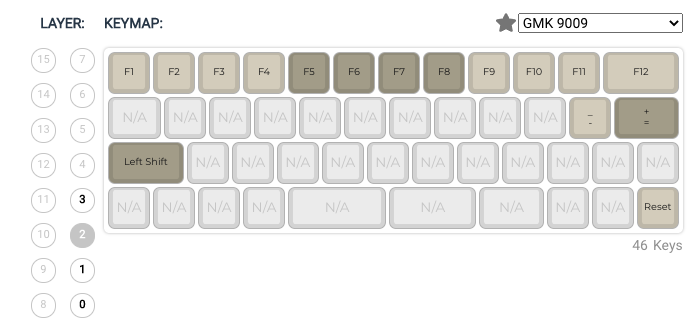 LAYER: KEYMAP: GMK 9009
15 7 F1 F2 F3 F4 F5 F6 F7 F8 F9 F10 F11 F12
14 6 N/A N/A N/A N/A N/A N/A N/A N/A N/A N/A _ +
13 5 - =
12 4 Left Shift N/A N/A N/A N/A N/A N/A N/A N/A N/A N/A N/A
11 3 N/A N/A N/A N/A N/A N/A N/A N/A N/A Reset
10 2
46 Keys
9 1
8 0